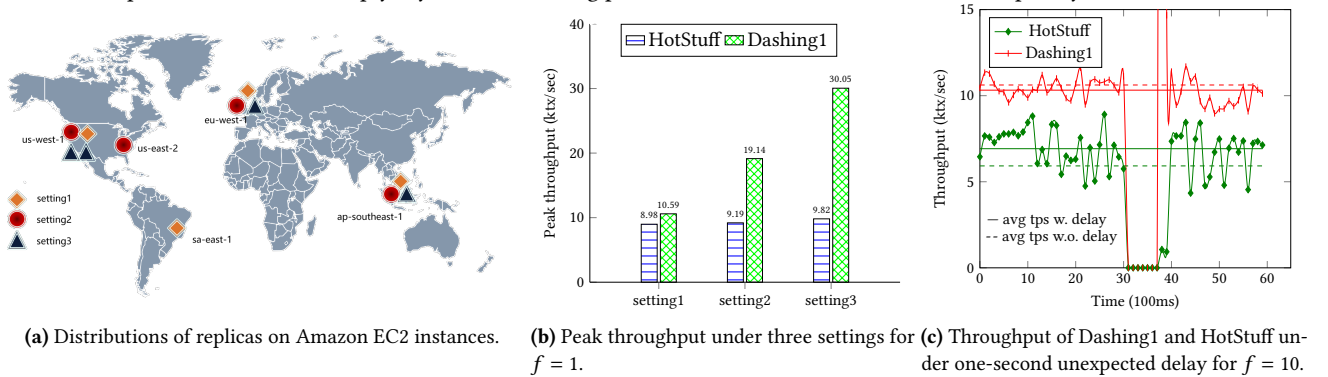 us-west-1
us-east-2
eu-west-1
ap-southeast-1
sa-east-1
setting1
setting2
setting3
(a) Distributions of replicas on Amazon EC2 instances.
HotStuff Dashing1
Peak throughput (ktx/sec)
40
30
20
10
0
8.98 10.59
9.19 19.14
9.82 30.05
setting1 setting2 setting3
(b) Peak throughput under three settings for
f = 1.
HotStuff
Dashing1
Throughput (ktx/sec)
15
10
5
0
avg tps w. delay
avg tps w.o. delay
0 10 20 30 40 50 60
Time (100ms)
(c) Throughput of Dashing1 and HotStuff un-
der one-second unexpected delay for f = 10.